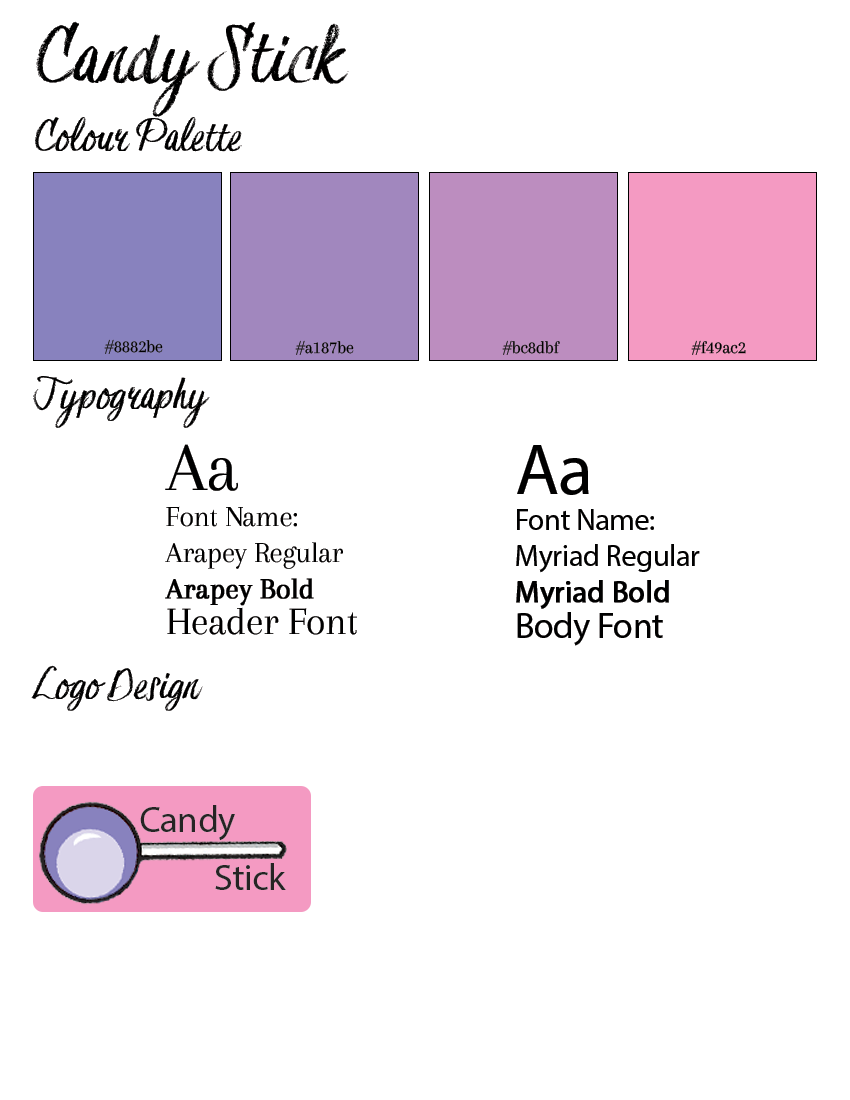 Candy Stick
Colour Palette
#8882be
#a187be
#bc8dbf
#f49ac2
Typography
Aa
Font Name:
Arapey Regular
Arapey Bold
Header Font
Aa
Font Name:
Myriad Regular
Myriad Bold
Body Font
Logo Design
Candy
Stick